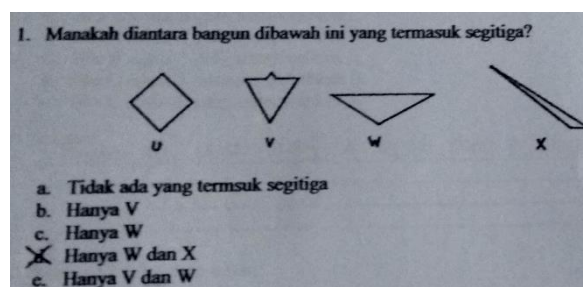 1. Manakah diantara bangun dibawah ini yang termasuk segitiga?
U V W X
a. Tidak ada yang termsuk segitiga
b. Hanya V
c. Hanya W
Hanya W dan X
e. Hanya V dan W